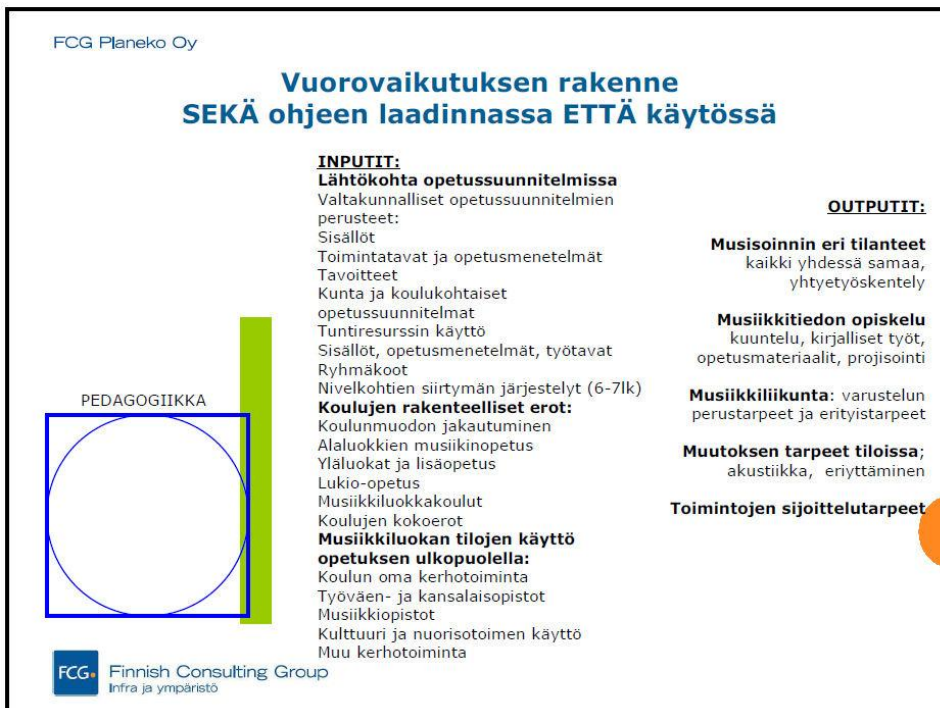 FCG Planeko Oy
Vuorovaikutuksen rakenne
SEKÄ ohjeen laadinnassa ETTÄ käytössä
INPUTIT:
Lähtökohta opetussuunnitelmissa
Valtakunnalliset opetussuunnitelmien
perusteet:
Sisällöt
Toimintatavat ja opetusmenetelmät
Tavoitteet
Kunta ja koulukohtaiset
opetussuunnitelmat
Tuntiresurssin käyttö
Sisällöt, opetusmenetelmät, työtavat
Ryhmäkoot
Nivelkohtien siirtymän järjestelyt (6-7lk)
Koulujen rakenteelliset erot:
Koulunmuodon jakautuminen
Alaluokkien musiikinopetus
Yläluokat ja lisäopetus
Lukio-opetus
Musiikkiluokkakoulut
Koulujen kokoerot
Musiikkiluokan tilojen käyttö
opetuksen ulkopuolella:
Koulun oma kerhotoiminta
Työväen- ja kansalaisopistot
Musiikkiopistot
Kulttuuri ja nuorisotoimen käyttö
Muu kerhotoiminta
OUTPUTIT:
Musisoinnin eri tilanteet
kaikki yhdessä samaa,
yhtyetyöskentely
Musiikkitiedon opiskelu
kuuntelu, kirjalliset työt,
opetusmateriaalit, projisointi
Musiikkiliikunta: varustelun
perustarpeet ja erityistarpeet
Muutoksen tarpeet tiloissa;
akustiikka, eriyttäminen
Toimintojen sijoittelutarpeet
PEDAGOGIIKKA
FCG. Finnish Consulting Group
Infra ja ympäristö